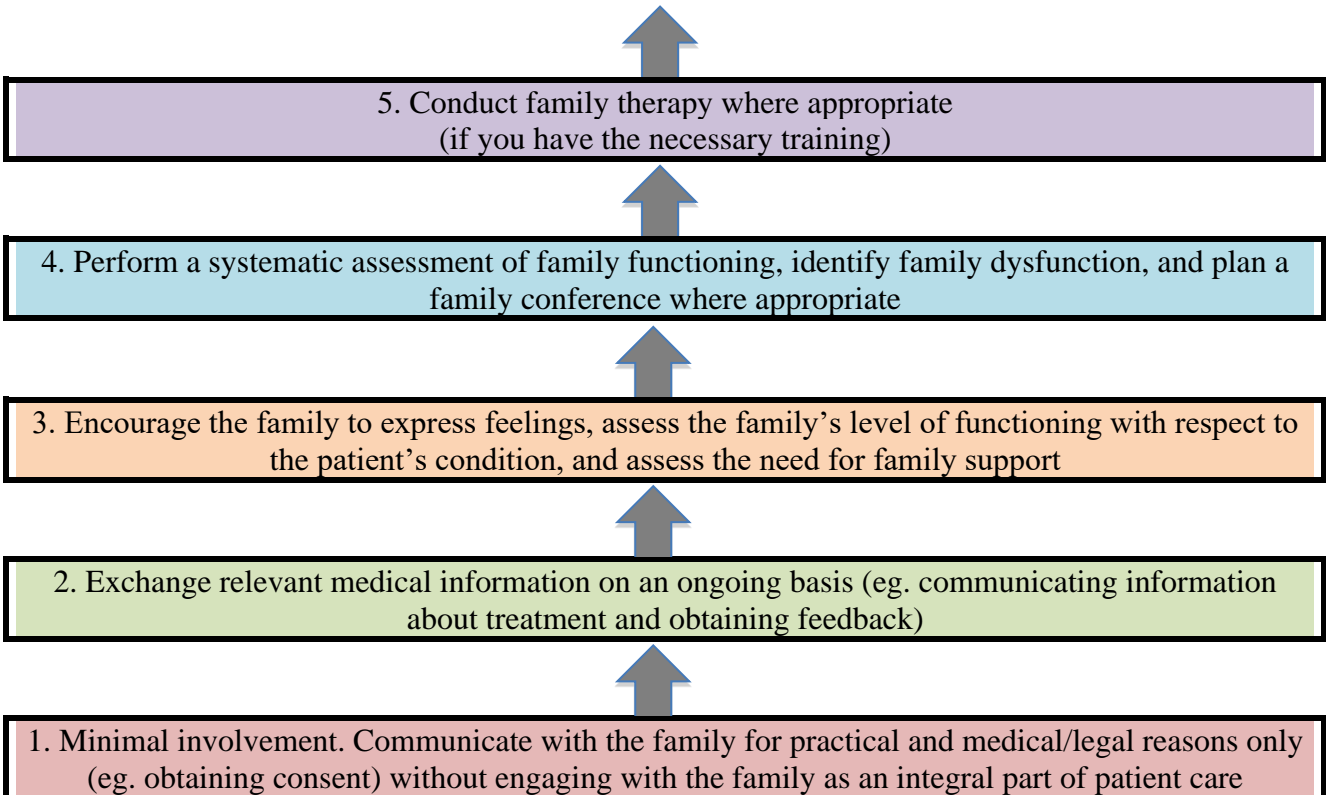 5. Conduct family therapy where appropriate
(if you have the necessary training)
4. Perform a systematic assessment of family functioning, identify family dysfunction, and plan a
family conference where appropriate
3. Encourage the family to express feelings, assess the family’s level of functioning with respect to
the patient’s condition, and assess the need for family support
2. Exchange relevant medical information on an ongoing basis (eg. communicating information
about treatment and obtaining feedback)
1. Minimal involvement. Communicate with the family for practical and medical/legal reasons only
(eg. obtaining consent) without engaging with the family as an integral part of patient care